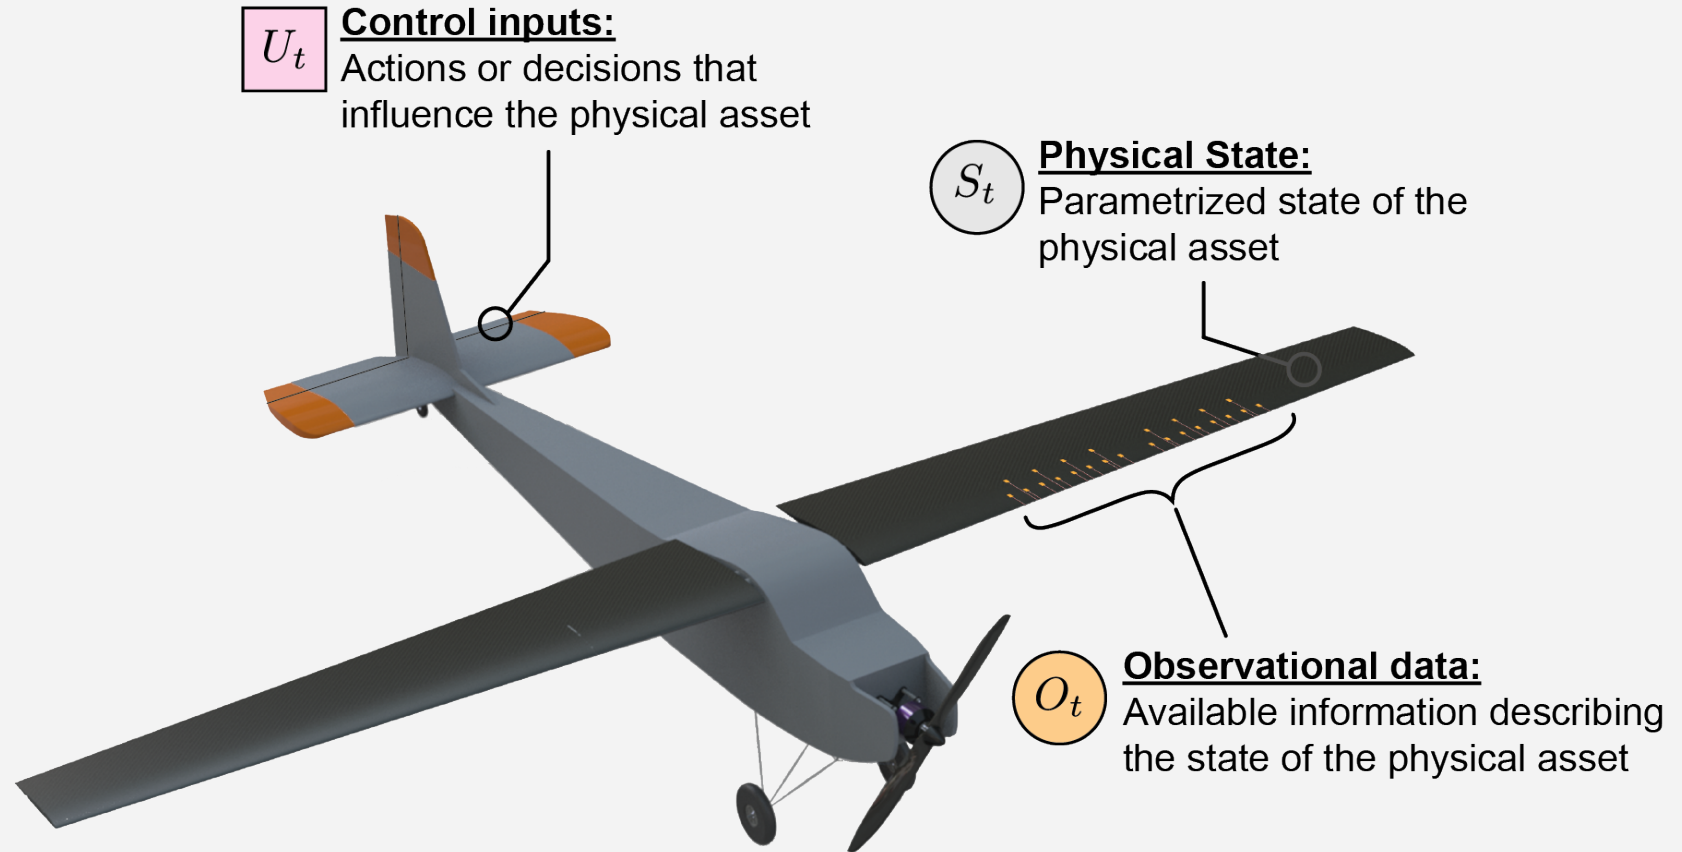 U_t
Control inputs:
Actions or decisions that
influence the physical asset
S_t
Physical State:
Parametrized state of the
physical asset
O_t
Observational data:
Available information describing
the state of the physical asset